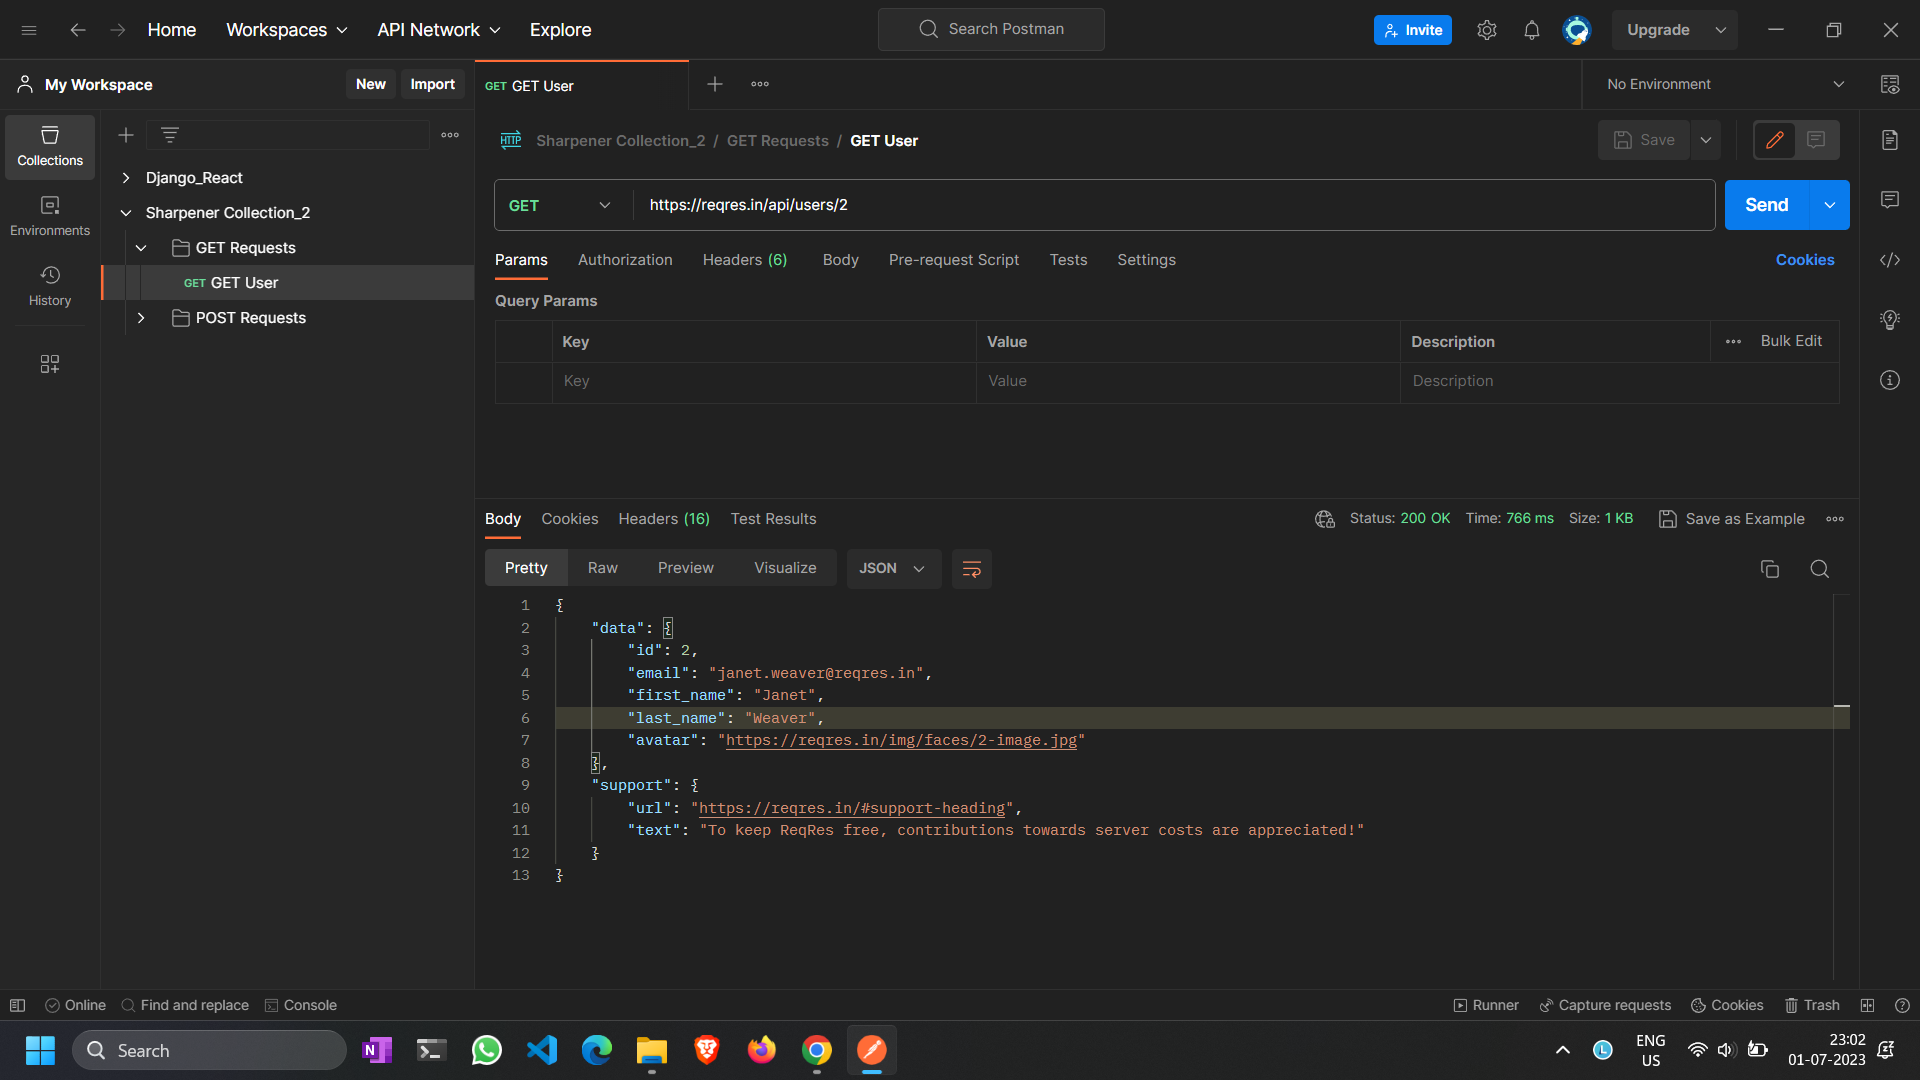 Home Workspaces API Network Explore Search Postman Invite Upgrade
My Workspace New Import GET GET User No Environment
Collections
Environments
History
Django_React
Sharpener Collection_2
GET Requests
GET GET User
POST Requests
HTTP Sharpener Collection_2 / GET Requests / GET User Save
GET https://reqres.in/api/users/2 Send
Params Authorization Headers (6) Body Pre-request Script Tests Settings Cookies
Query Params
Key Value Description Bulk Edit
Key Value Description
Body Cookies Headers (16) Test Results Status: 200 OK Time: 766 ms Size: 1 KB Save as Example
Pretty Raw Preview Visualize JSON
1 {
2 "data": {
3 "id": 2,
4 "email": "janet.weaver@reqres.in",
5 "first_name": "Janet",
6 "last_name": "Weaver",
7 "avatar": "https://reqres.in/img/faces/2-image.jpg"
8 },
9 "support": {
10 "url": "https://reqres.in/#support-heading",
11 "text": "To keep ReqRes free, contributions towards server costs are appreciated!"
12 }
13 }
Online Find and replace Console Runner Capture requests Cookies Trash
Search N L ENG US 23:02
01-07-2023